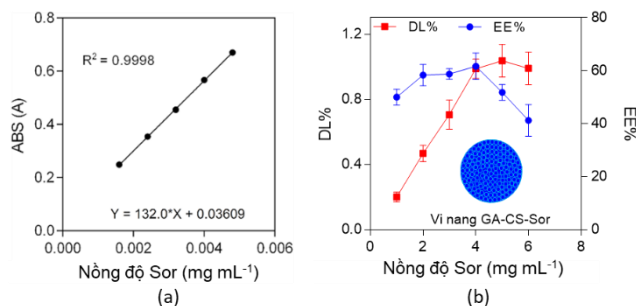 (a)
0.8
0.6
0.4
0.2
0.0
ABS (A)
R² = 0.9998
Y = 132.0*X + 0.03609
0.000 0.002 0.004 0.006
Nồng độ Sor (mg mL⁻¹)
(a)
(b)
DL% EE%
1.2
0.8
0.4
0.0
DL%
80
60
40
20
0
EE%
Vi nang GA-CS-Sor
0 2 4 6 8
Nồng độ Sor (mg mL⁻¹)
(b)